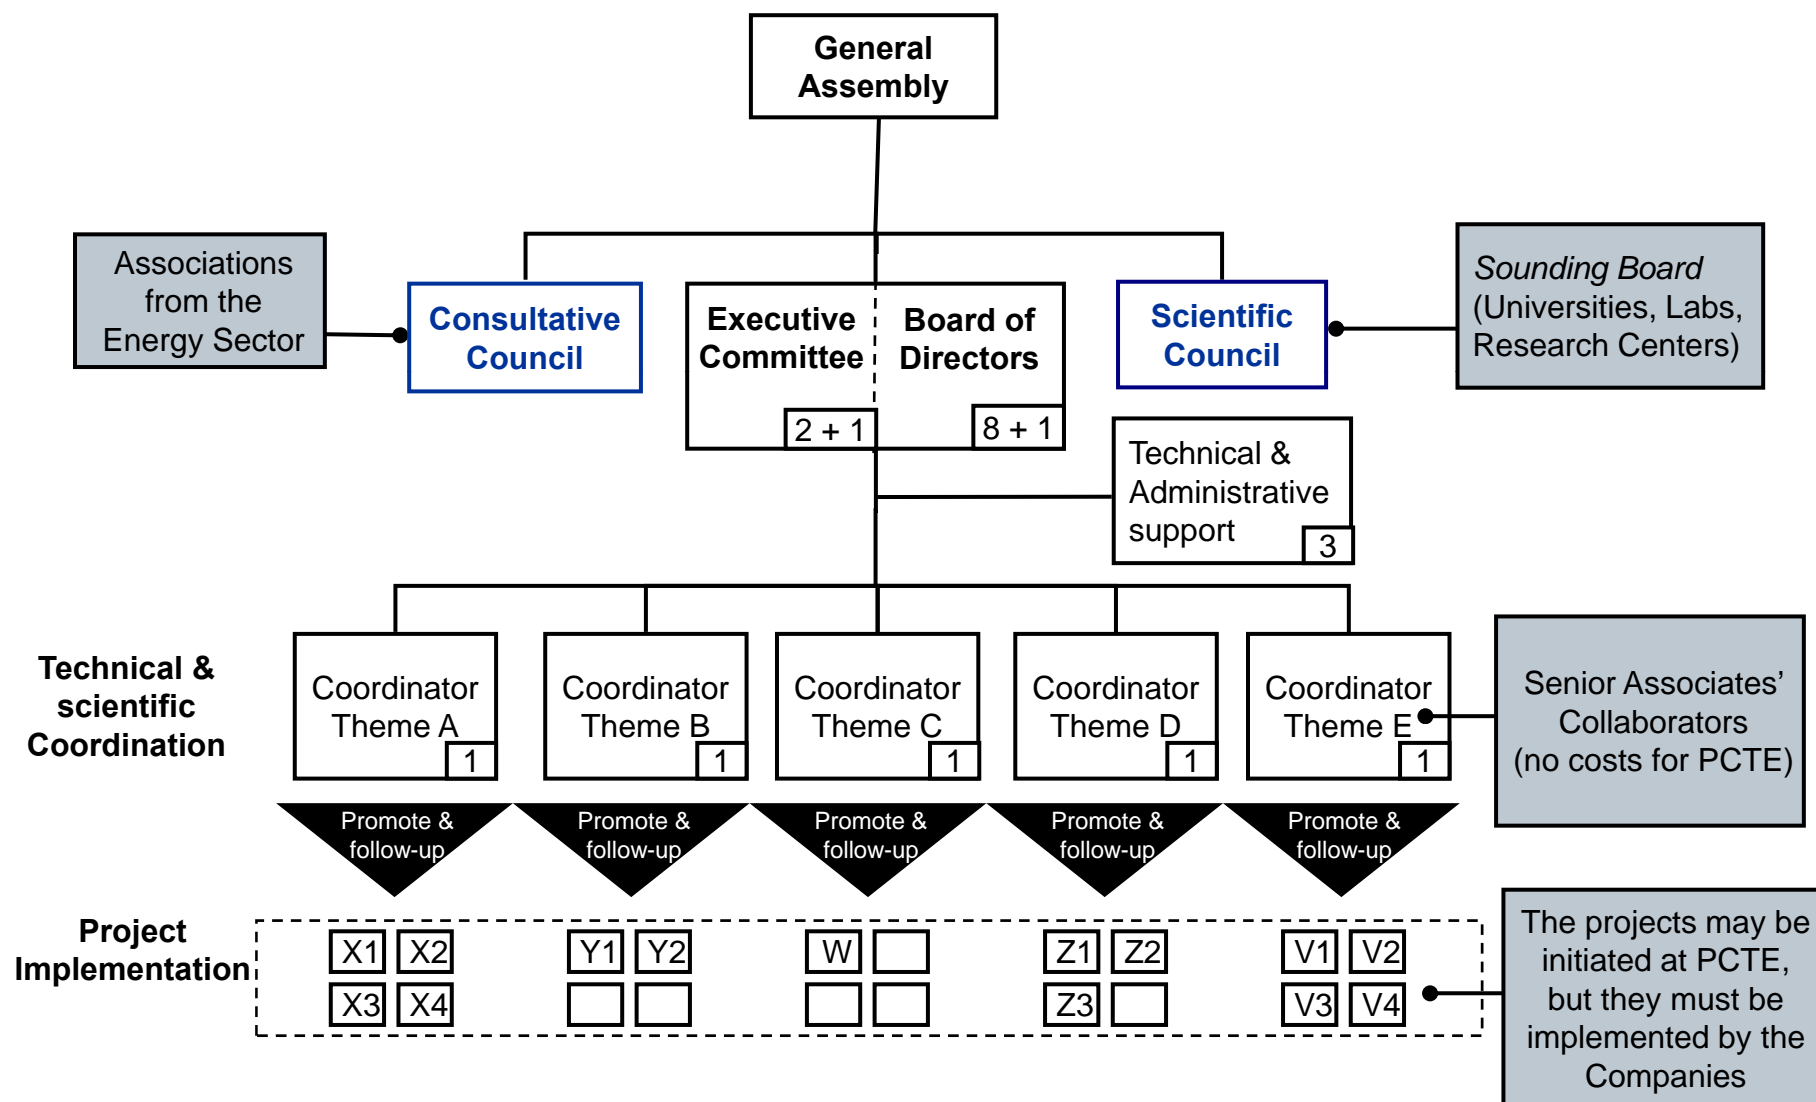 General
Assembly
Associations
from the
Energy Sector
Consultative
Council
Executive
Committee
2 + 1
Board of
Directors
8 + 1
Scientific
Council
Sounding Board
(Universities, Labs,
Research Centers)
Technical &
Administrative
support
3
Technical &
scientific
Coordination
Coordinator
Theme A
1
Coordinator
Theme B
1
Coordinator
Theme C
1
Coordinator
Theme D
1
Coordinator
Theme E
1
Senior Associates’
Collaborators
(no costs for PCTE)
Promote &
follow-up
Promote &
follow-up
Promote &
follow-up
Promote &
follow-up
Promote &
follow-up
Project
Implementation
X1 X2
X3 X4
Y1 Y2
W
Z1 Z2
Z3
V1 V2
V3 V4
The projects may be
initiated at PCTE,
but they must be
implemented by the
Companies